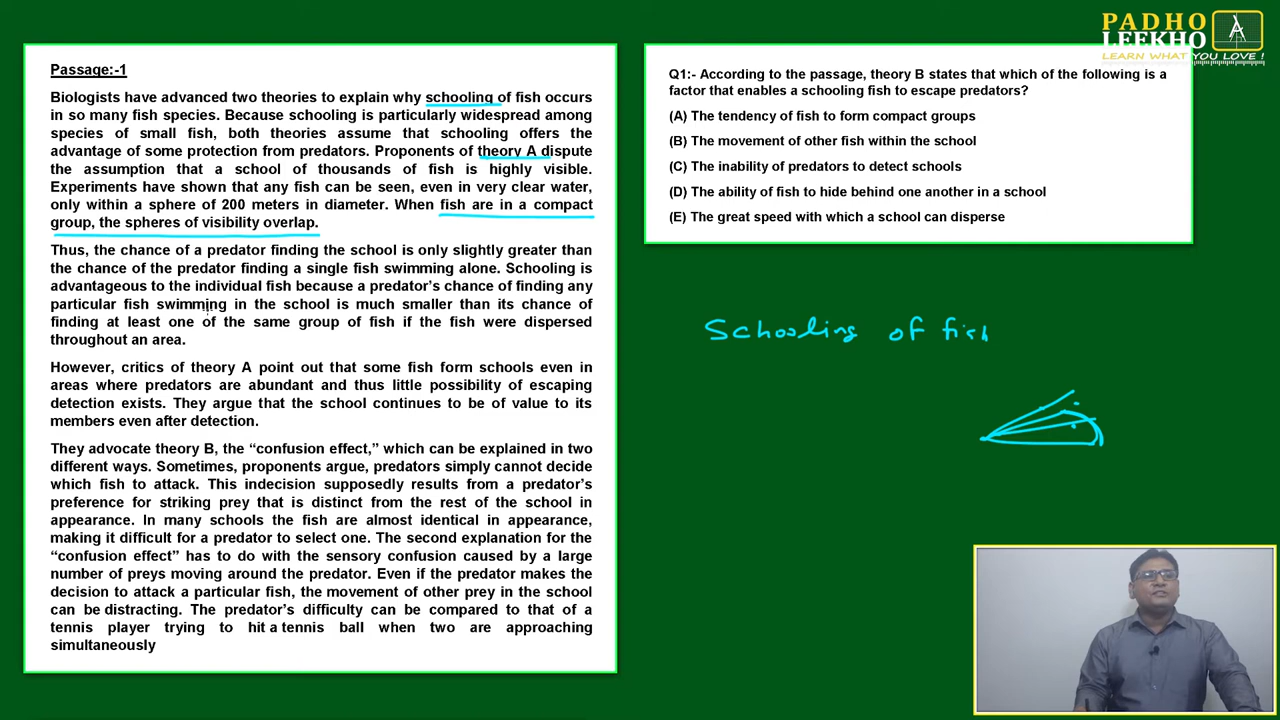 PADHO
LEEKHO
LEARN WHAT YOU LOVE !
Passage:-1
Biologists have advanced two theories to explain why schooling of fish occurs
in so many fish species. Because schooling is particularly widespread among
species of small fish, both theories assume that schooling offers the
advantage of some protection from predators. Proponents of theory A dispute
the assumption that a school of thousands of fish is highly visible.
Experiments have shown that any fish can be seen, even in very clear water,
only within a sphere of 200 meters in diameter. When fish are in a compact
group, the spheres of visibility overlap.
Thus, the chance of a predator finding the school is only slightly greater than
the chance of the predator finding a single fish swimming alone. Schooling is
advantageous to the individual fish because a predator's chance of finding any
particular fish swimming in the school is much smaller than its chance of
finding at least one of the same group of fish if the fish were dispersed
throughout an area.
However, critics of theory A point out that some fish form schools even in
areas where predators are abundant and thus little possibility of escaping
detection exists. They argue that the school continues to be of value to its
members even after detection.
They advocate theory B, the “confusion effect,” which can be explained in two
different ways. Sometimes, proponents argue, predators simply cannot decide
which fish to attack. This indecision supposedly results from a predator's
preference for striking prey that is distinct from the rest of the school in
appearance. In many schools the fish are almost identical in appearance,
making it difficult for a predator to select one. The second explanation for the
“confusion effect” has to do with the sensory confusion caused by a large
number of preys moving around the predator. Even if the predator makes the
decision to attack a particular fish, the movement of other prey in the school
can be distracting. The predator's difficulty can be compared to that of a
tennis player trying to hit a tennis ball when two are approaching
simultaneously
Q1:- According to the passage, theory B states that which of the following is a
factor that enables a schooling fish to escape predators?
(A) The tendency of fish to form compact groups
(B) The movement of other fish within the school
(C) The inability of predators to detect schools
(D) The ability of fish to hide behind one another in a school
(E) The great speed with which a school can disperse
Schooling of fish